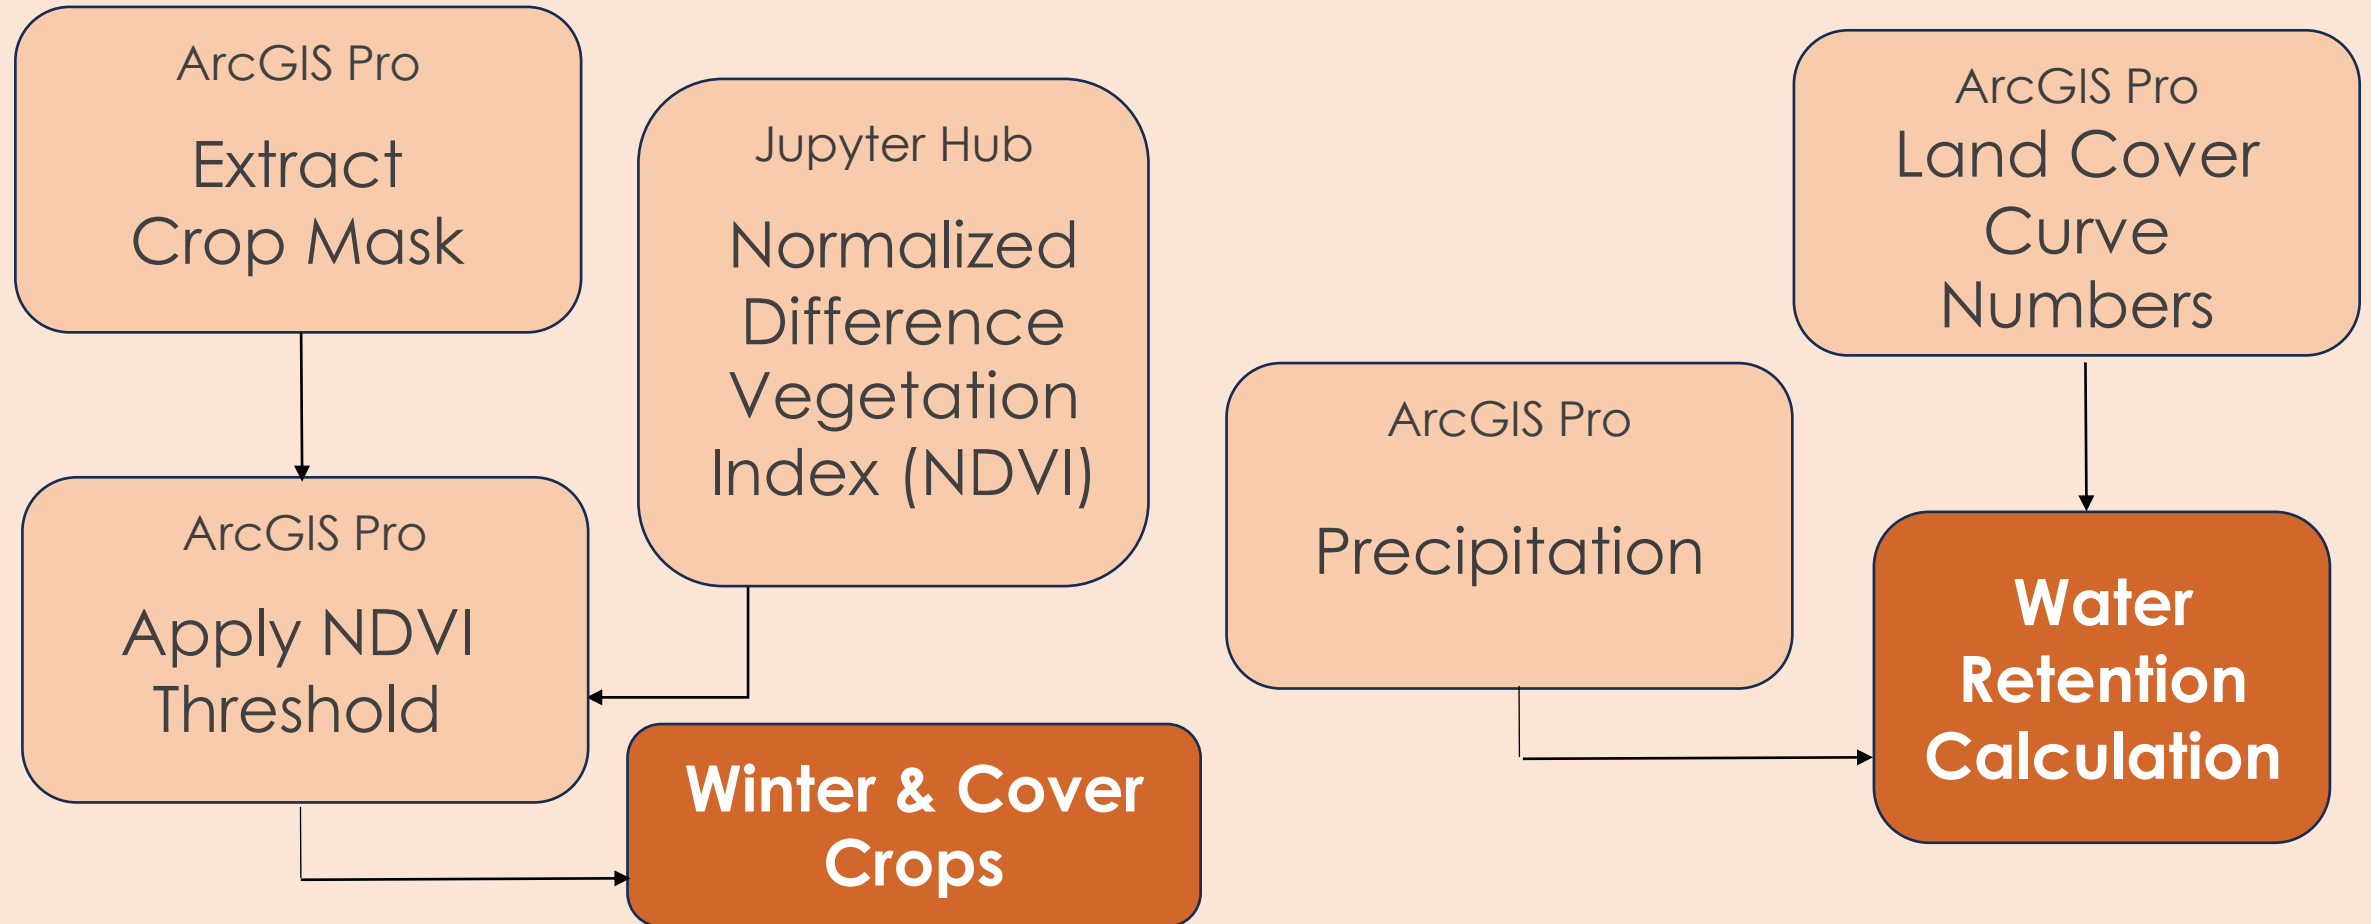 ArcGIS Pro
Extract
Crop Mask
Jupyter Hub
Normalized
Difference
Vegetation
Index (NDVI)
ArcGIS Pro
Apply NDVI
Threshold
Winter & Cover
Crops
ArcGIS Pro
Land Cover
Curve
Numbers
ArcGIS Pro
Precipitation
Water
Retention
Calculation